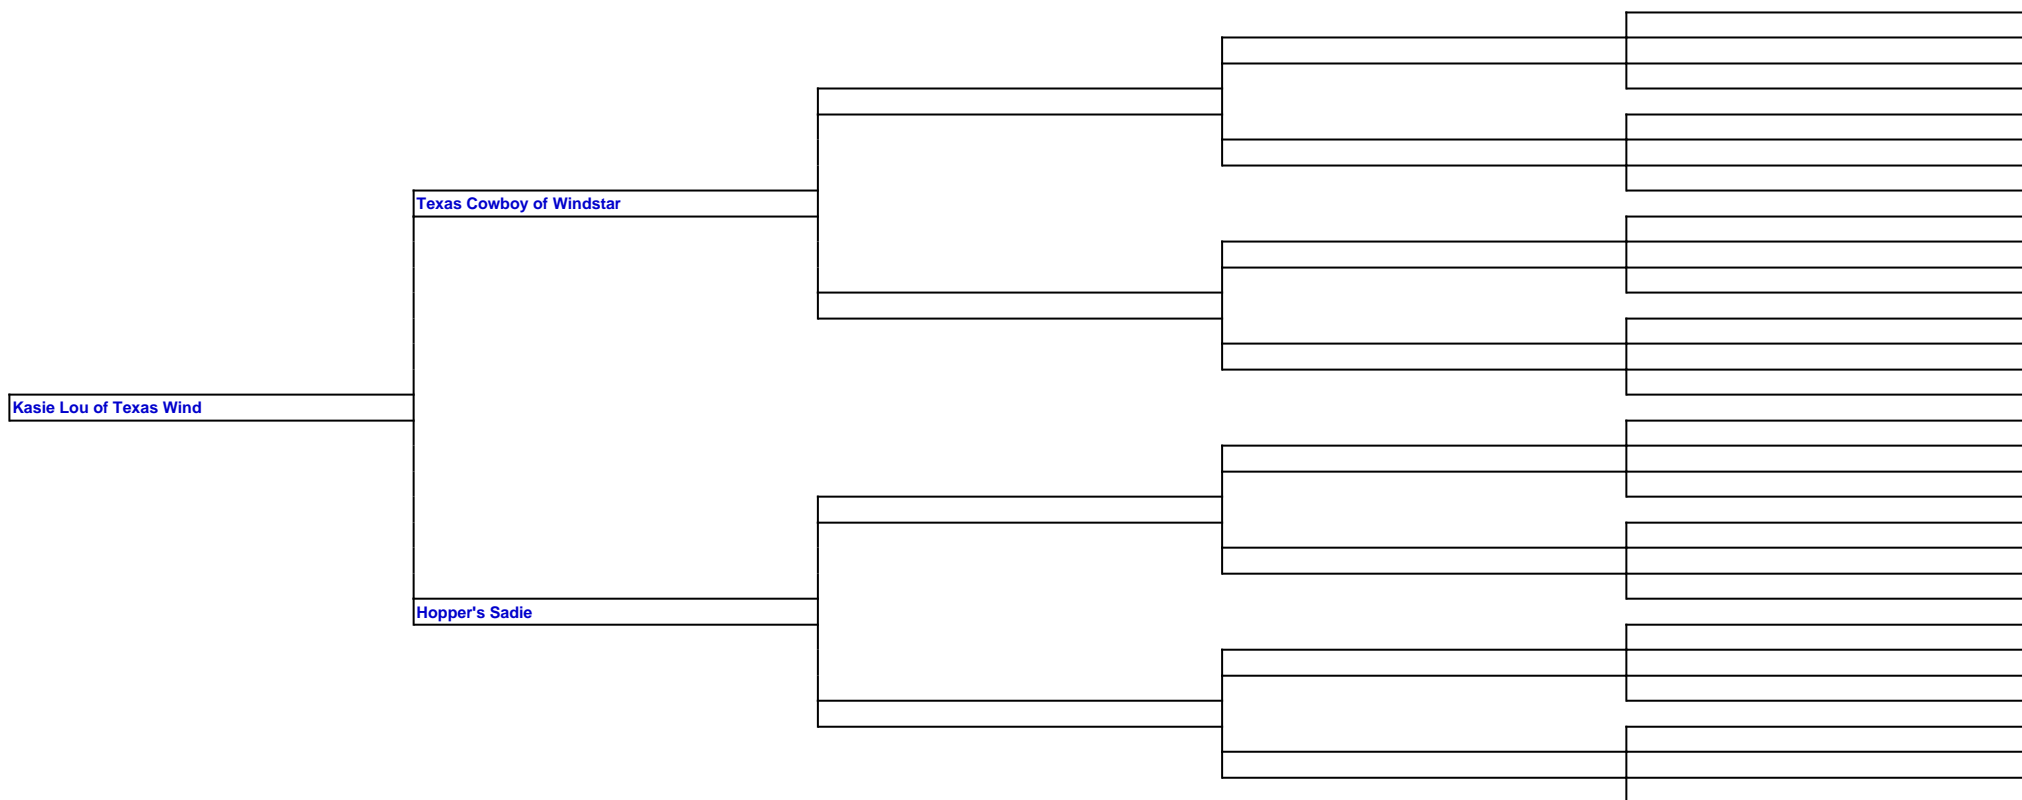 Texas Cowboy of Windstar
Kasie Lou of Texas Wind
Hopper's Sadie